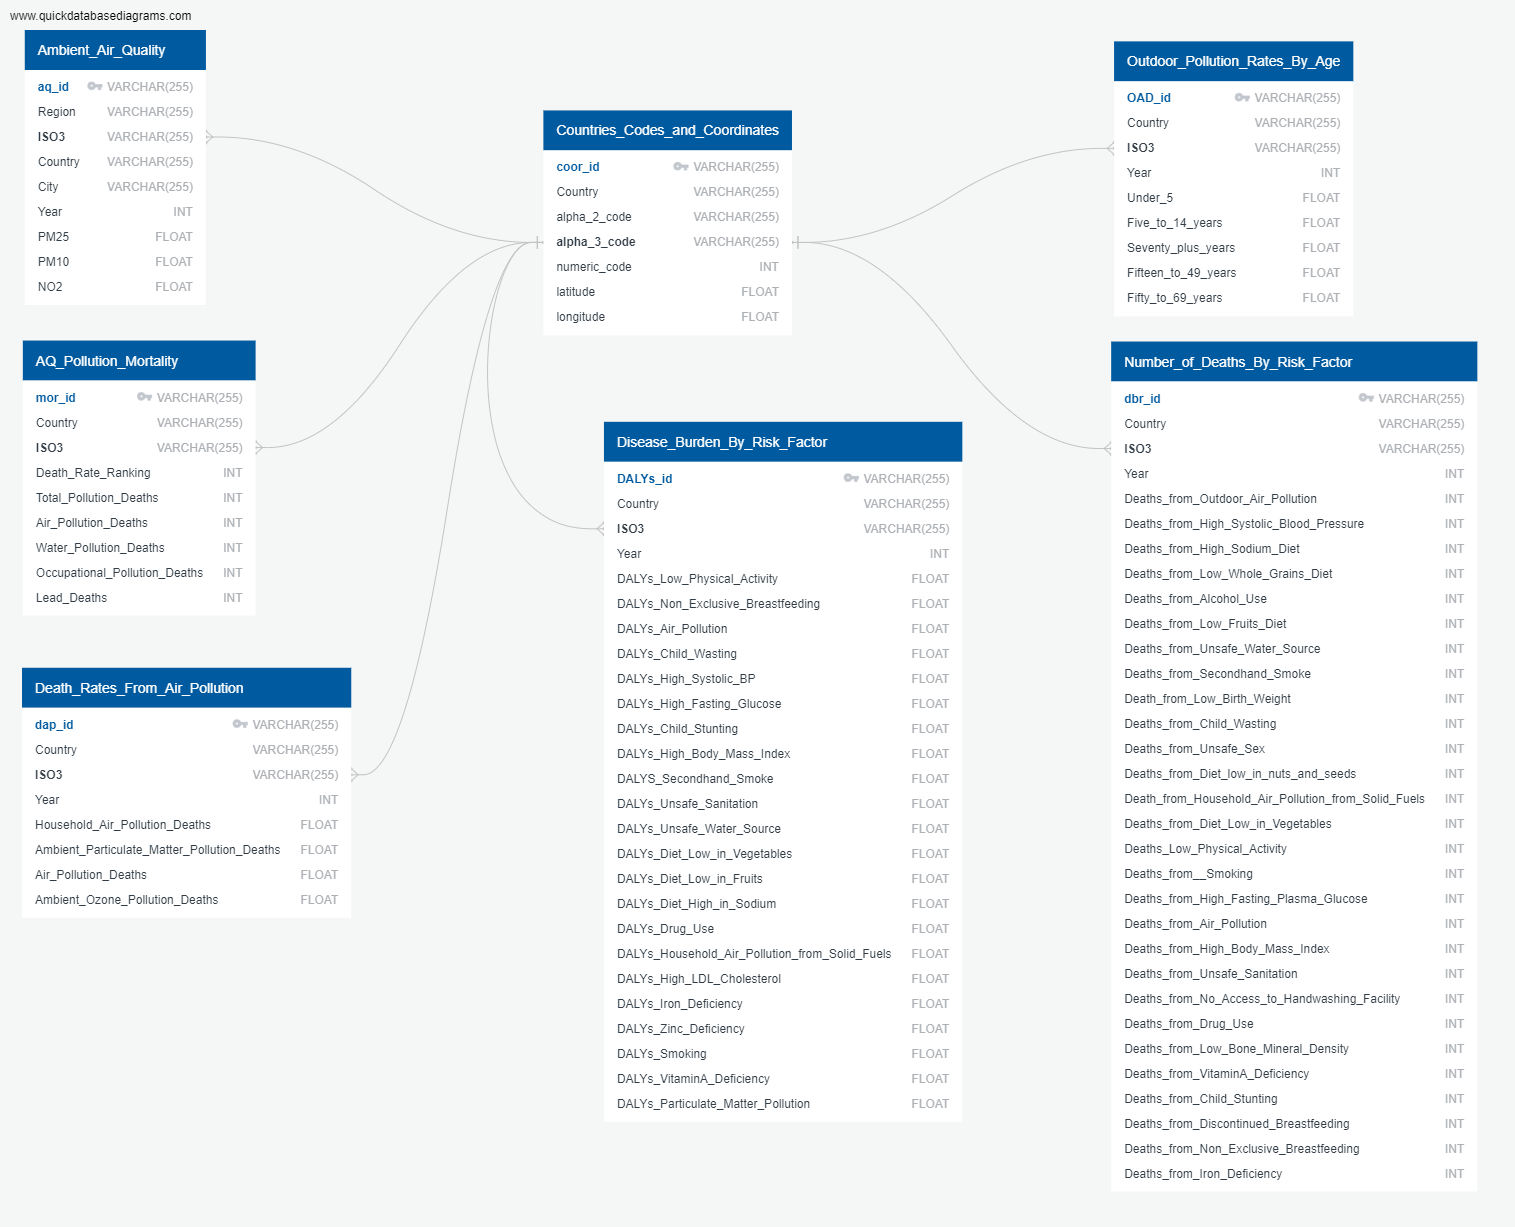 www.quickdatabasediagrams.com
Ambient_Air_Quality
aq_id VARCHAR(255)
Region VARCHAR(255)
ISO3 VARCHAR(255)
Country VARCHAR(255)
City VARCHAR(255)
Year INT
PM25 FLOAT
PM10 FLOAT
NO2 FLOAT
AQ_Pollution_Mortality
mor_id VARCHAR(255)
Country VARCHAR(255)
ISO3 VARCHAR(255)
Death_Rate_Ranking INT
Total_Pollution_Deaths INT
Air_Pollution_Deaths INT
Water_Pollution_Deaths INT
Occupational_Pollution_Deaths INT
Lead_Deaths INT
Death_Rates_From_Air_Pollution
dap_id VARCHAR(255)
Country VARCHAR(255)
ISO3 VARCHAR(255)
Year INT
Household_Air_Pollution_Deaths FLOAT
Ambient_Particulate_Matter_Pollution_Deaths FLOAT
Air_Pollution_Deaths FLOAT
Ambient_Ozone_Pollution_Deaths FLOAT
Countries_Codes_and_Coordinates
coor_id VARCHAR(255)
Country VARCHAR(255)
alpha_2_code VARCHAR(255)
alpha_3_code VARCHAR(255)
numeric_code INT
latitude FLOAT
longitude FLOAT
Disease_Burden_By_Risk_Factor
DALYs_id VARCHAR(255)
Country VARCHAR(255)
ISO3 VARCHAR(255)
Year INT
DALYs_Low_Physical_Activity FLOAT
DALYs_Non_Exclusive_Breastfeeding FLOAT
DALYs_Air_Pollution FLOAT
DALYs_Child_Wasting FLOAT
DALYs_High_Systolic_BP FLOAT
DALYs_High_Fasting_Glucose FLOAT
DALYs_Child_Stunting FLOAT
DALYs_High_Body_Mass_Index FLOAT
DALYS_Secondhand_Smoke FLOAT
DALYs_Unsafe_Sanitation FLOAT
DALYs_Unsafe_Water_Source FLOAT
DALYs_Diet_Low_in_Vegetables FLOAT
DALYs_Diet_Low_in_Fruits FLOAT
DALYs_Diet_High_in_Sodium FLOAT
DALYs_Drug_Use FLOAT
DALYs_Household_Air_Pollution_from_Solid_Fuels FLOAT
DALYs_High_LDL_Cholesterol FLOAT
DALYs_Iron_Deficiency FLOAT
DALYs_Zinc_Deficiency FLOAT
DALYs_Smoking FLOAT
DALYs_VitaminA_Deficiency FLOAT
DALYs_Particulate_Matter_Pollution FLOAT
Outdoor_Pollution_Rates_By_Age
OAD_id VARCHAR(255)
Country VARCHAR(255)
ISO3 VARCHAR(255)
Year INT
Under_5 FLOAT
Five_to_14_years FLOAT
Seventy_plus_years FLOAT
Fifteen_to_49_years FLOAT
Fifty_to_69_years FLOAT
Number_of_Deaths_By_Risk_Factor
dbr_id VARCHAR(255)
Country VARCHAR(255)
ISO3 VARCHAR(255)
Year INT
Deaths_from_Outdoor_Air_Pollution INT
Deaths_from_High_Systolic_Blood_Pressure INT
Deaths_from_High_Sodium_Diet INT
Deaths_from_Low_Whole_Grains_Diet INT
Deaths_from_Alcohol_Use INT
Deaths_from_Low_Fruits_Diet INT
Deaths_from_Unsafe_Water_Source INT
Deaths_from_Secondhand_Smoke INT
Death_from_Low_Birth_Weight INT
Deaths_from_Child_Wasting INT
Deaths_from_Unsafe_Sex INT
Deaths_from_Diet_low_in_nuts_and_seeds INT
Death_from_Household_Air_Pollution_from_Solid_Fuels INT
Deaths_from_Diet_Low_in_Vegetables INT
Deaths_Low_Physical_Activity INT
Deaths_from__Smoking INT
Deaths_from_High_Fasting_Plasma_Glucose INT
Deaths_from_Air_Pollution INT
Deaths_from_High_Body_Mass_Index INT
Deaths_from_Unsafe_Sanitation INT
Deaths_from_No_Access_to_Handwashing_Facility INT
Deaths_from_Drug_Use INT
Deaths_from_Low_Bone_Mineral_Density INT
Deaths_from_VitaminA_Deficiency INT
Deaths_from_Child_Stunting INT
Deaths_from_Discontinued_Breastfeeding INT
Deaths_from_Non_Exclusive_Breastfeeding INT
Deaths_from_Iron_Deficiency INT